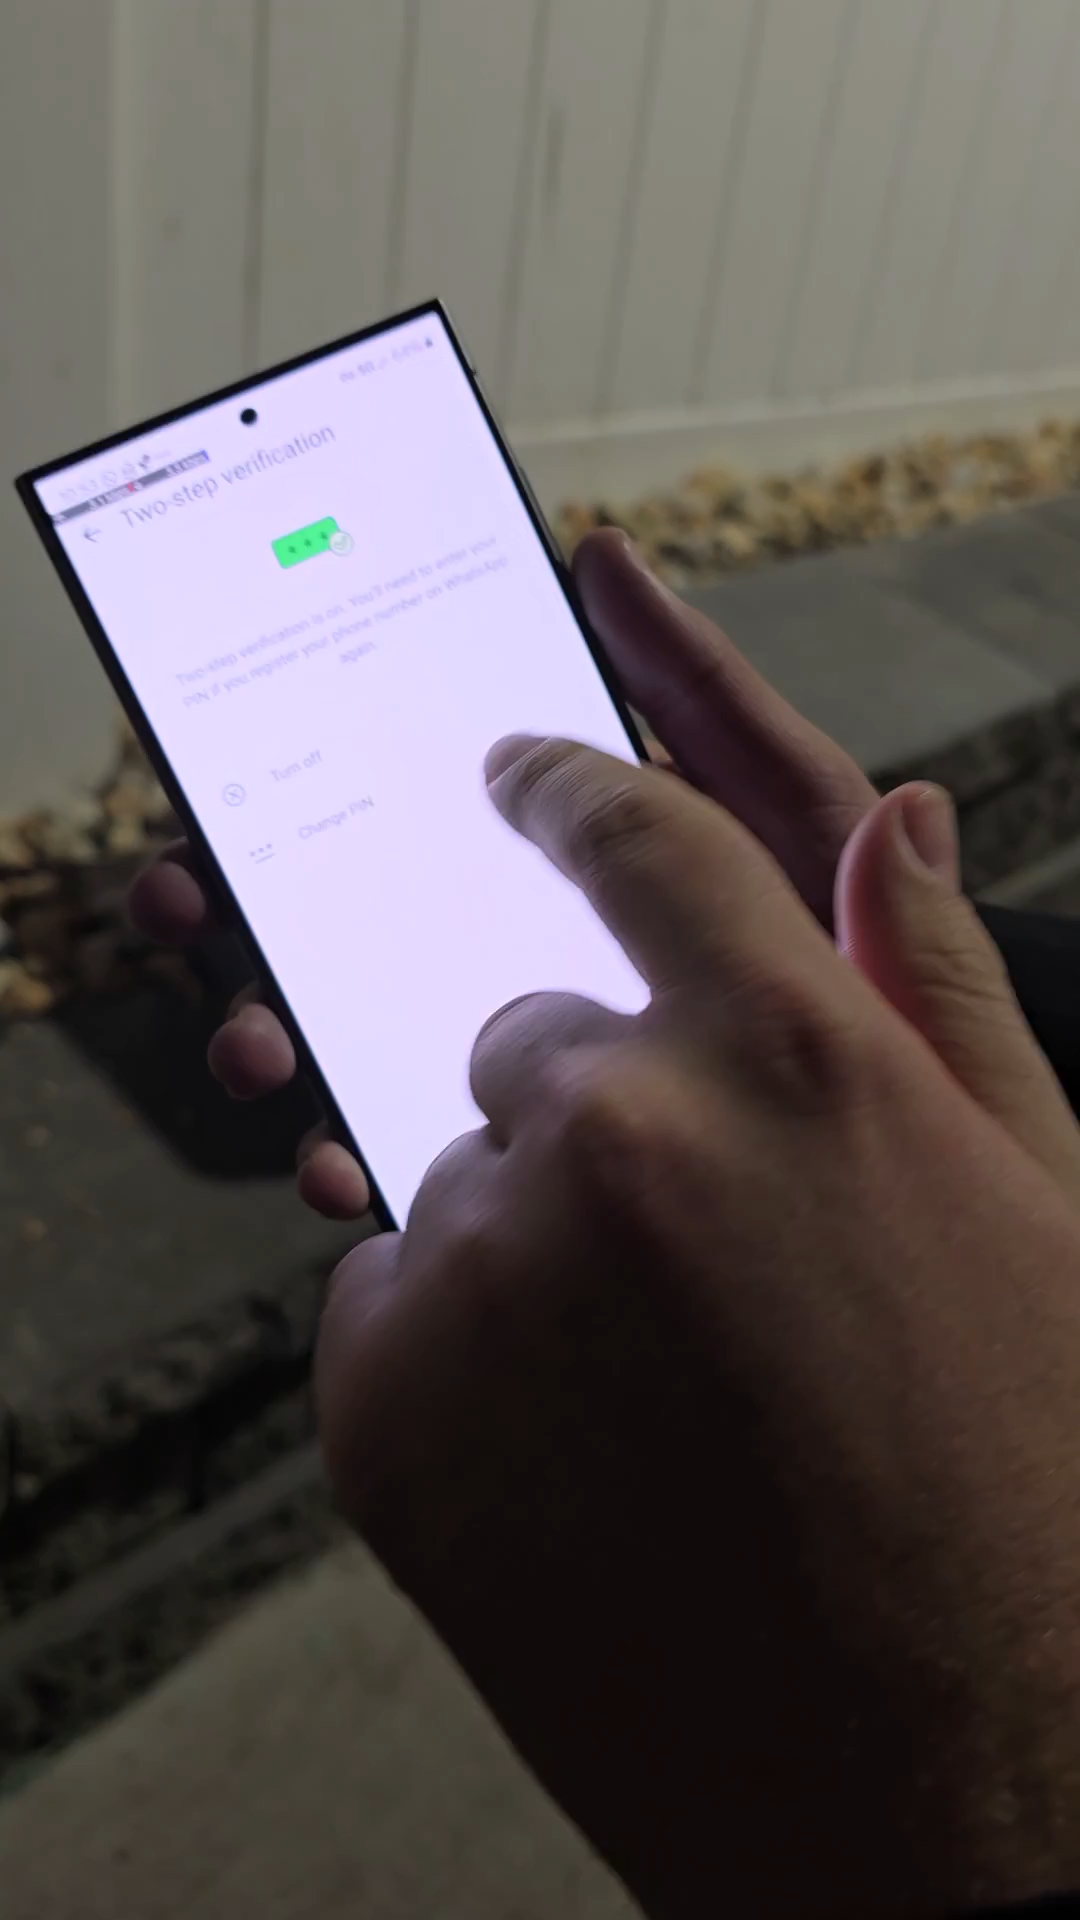 Two-step verification
Two-step verification is on. You'll need to enter your
PIN if you register your phone number on WhatsApp
again.
Turn off
Change PIN